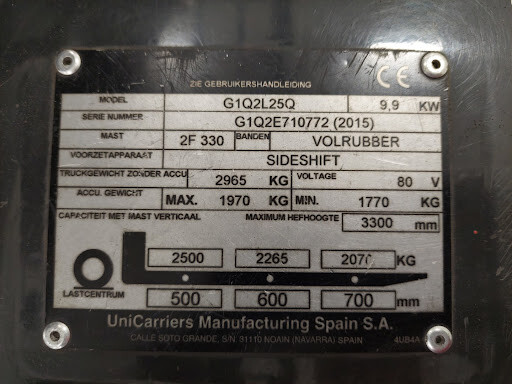 ZIE GEBRUIKERSHANDLEIDING
CE
MODEL G1Q2L25Q 9,9 KW
SERIE NUMMER G1Q2E710772 (2015)
MAST 2F 330 BANDEN VOLRUBBER
VOORZETAPPARAAT SIDESHIFT
TRUCKGEWICHT ZONDER ACCU 2965 KG VOLTAGE 80 V
ACCU. GEWICHT MAX. 1970 KG MIN. 1770 KG
CAPACITEIT MET MAST VERTICAAL MAXIMUM HEFHOOGTE 3300 mm
2500 2265 2070 KG
LASTCENTRUM 500 600 700 mm
UniCarriers Manufacturing Spain S.A.
CALLE SOTO GRANDE, S/N 31110 NOAIN (NAVARRA) SPAIN